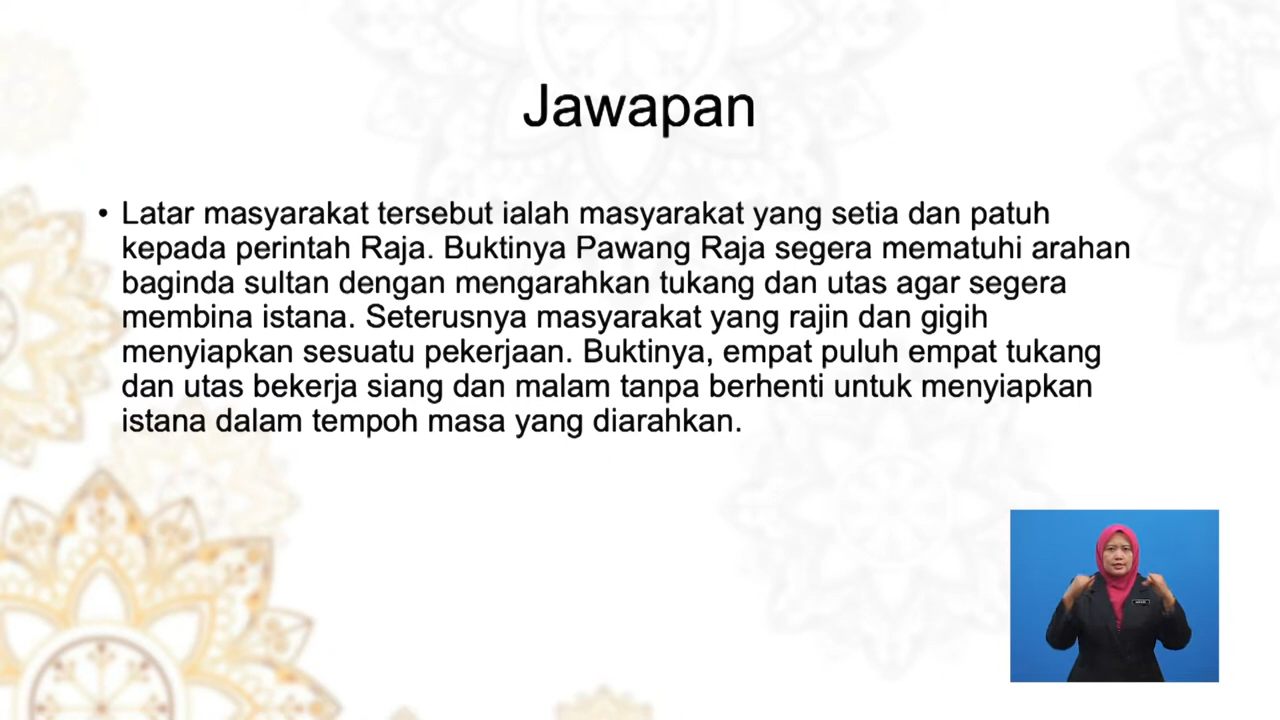 Jawapan
• Latar masyarakat tersebut ialah masyarakat yang setia dan patuh
kepada perintah Raja. Buktinya Pawang Raja segera mematuhi arahan
baginda sultan dengan mengarahkan tukang dan utas agar segera
membina istana. Seterusnya masyarakat yang rajin dan gigih
menyiapkan sesuatu pekerjaan. Buktinya, empat puluh empat tukang
dan utas bekerja siang dan malam tanpa berhenti untuk menyiapkan
istana dalam tempoh masa yang diarahkan.